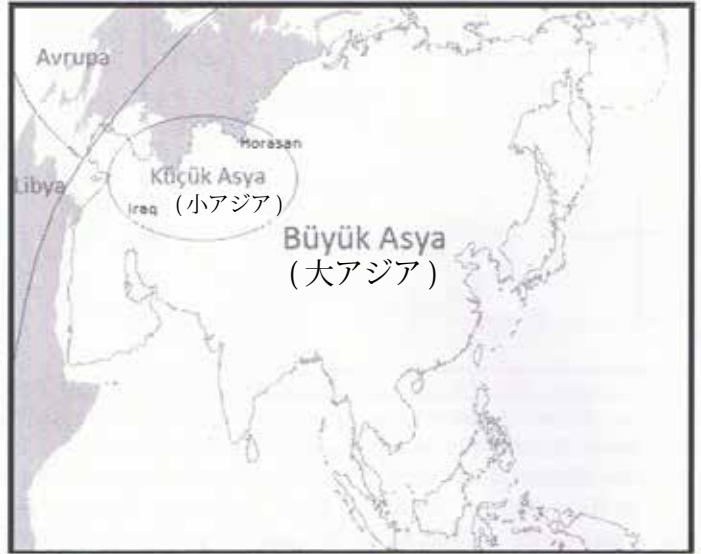 Avrupa
Horasan
Libya
Küçük Asya
Iraq (小アジア)
Büyük Asya
(大アジア)